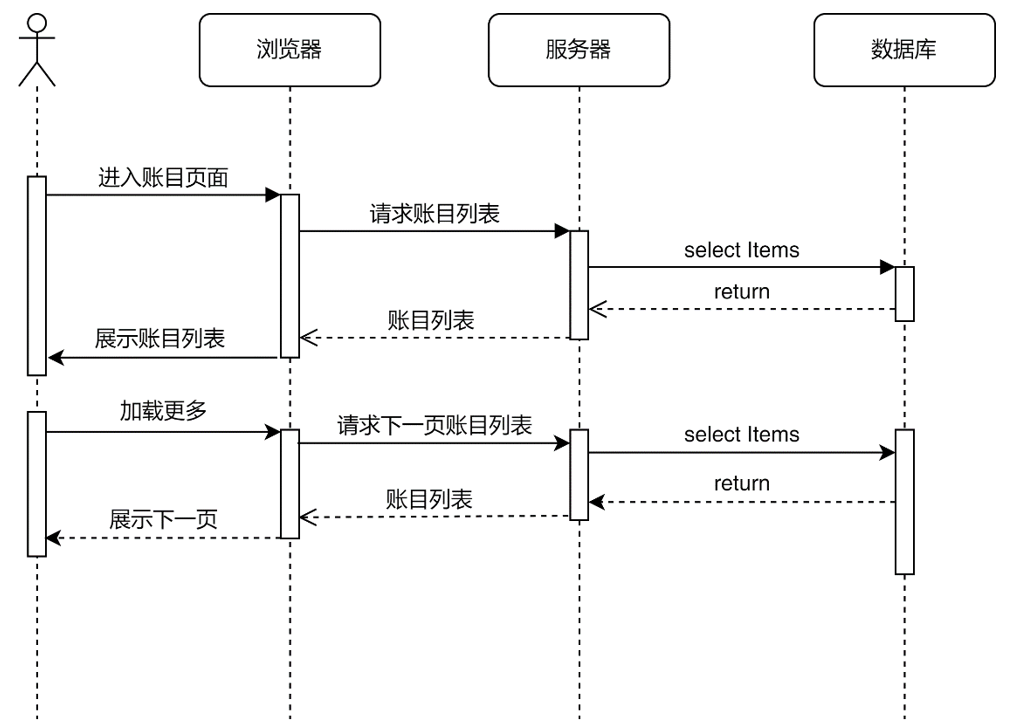 浏览器
服务器
数据库
进入账目页面
请求账目列表
select Items
return
账目列表
展示账目列表
加载更多
请求下一页账目列表
select Items
return
账目列表
展示下一页